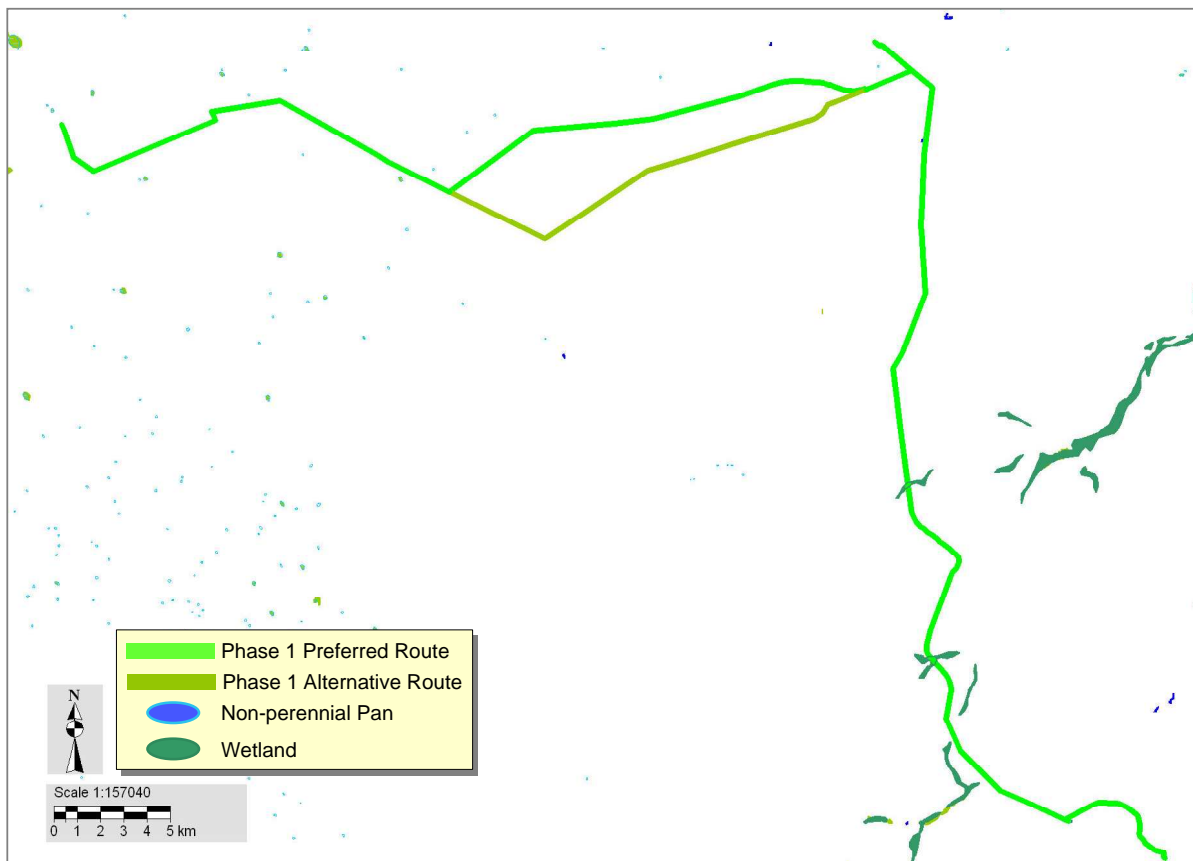 Phase 1 Preferred Route
Phase 1 Alternative Route
Non-perennial Pan
Wetland
N
Scale 1:157040
0 1 2 3 4 5 km